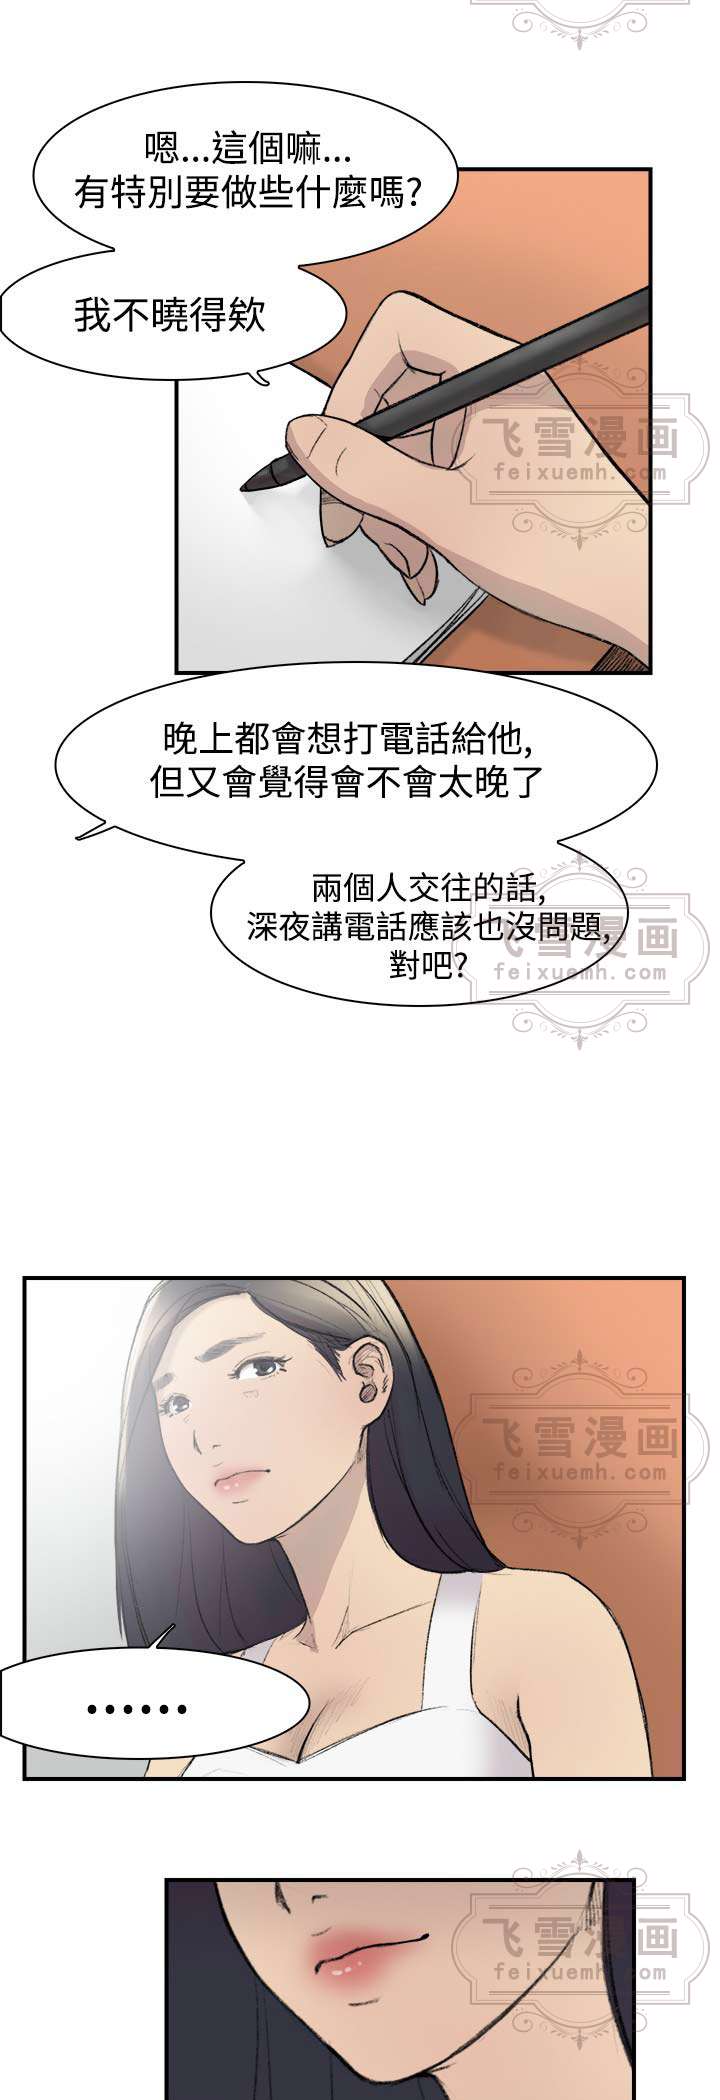 嗯...這個嘛...
有特別要做些什麼嗎?
我不曉得欸
飞雪漫画
feixuemh.com
晚上都會想打電話給他,
但又會覺得會不會太晚了
兩個人交往的話,
深夜講電話應該也沒問題,
對吧?
飞雪漫画
feixuemh.com
飞雪漫画
feixuemh.com
......
飞雪漫画
feixuemh.com